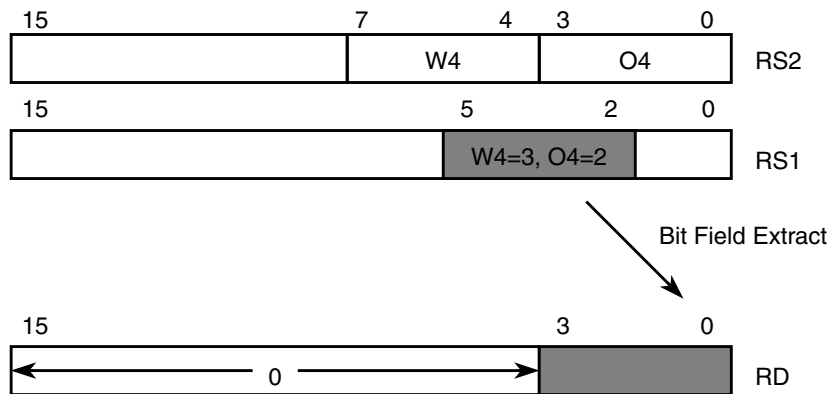 15 7 4 3 0
W4 O4 RS2
15 5 2 0
W4=3, O4=2 RS1
Bit Field Extract
15 3 0
0 RD